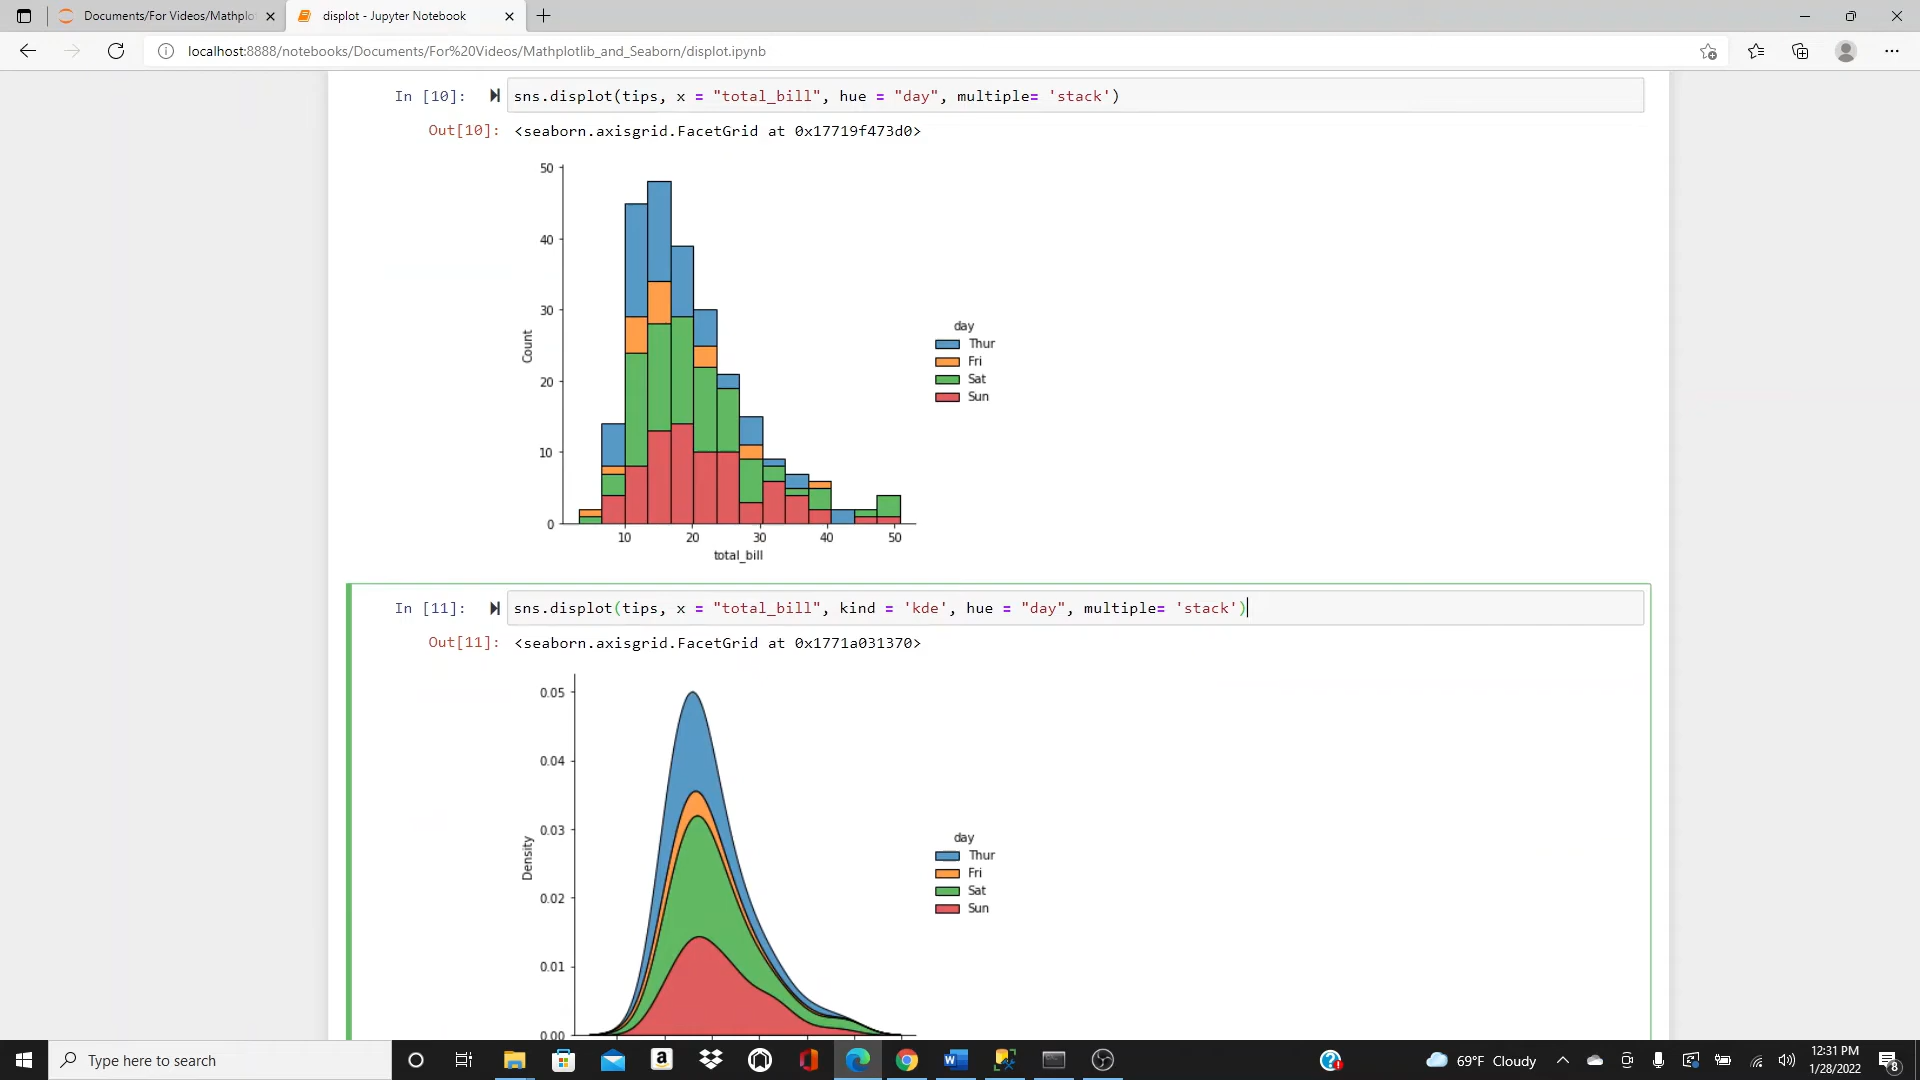 Documents/For Videos/Mathplo
displot - Jupyter Notebook
localhost:8888/notebooks/Documents/For%20Videos/Mathplotlib_and_Seaborn/displot.ipynb
In [10]: sns.displot(tips, x = "total_bill", hue = "day", multiple= 'stack')
Out[10]: <seaborn.axisgrid.FacetGrid at 0x17719f473d0>
50
40
30
20
10
0
Count
10 20 30 40 50
total_bill
day
Thur
Fri
Sat
Sun
In [11]: sns.displot(tips, x = "total_bill", kind = 'kde', hue = "day", multiple= 'stack')
Out[11]: <seaborn.axisgrid.FacetGrid at 0x1771a031370>
0.05
0.04
0.03
0.02
0.01
0.00
Density
day
Thur
Fri
Sat
Sun
Type here to search
69°F Cloudy
12:31 PM
1/28/2022
8